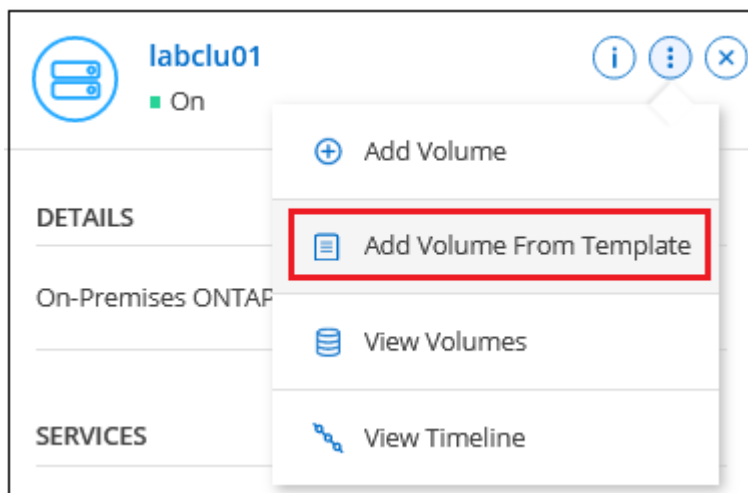 labclu01
On
Add Volume
DETAILS
Add Volume From Template
On-Premises ONTAP
View Volumes
SERVICES
View Timeline